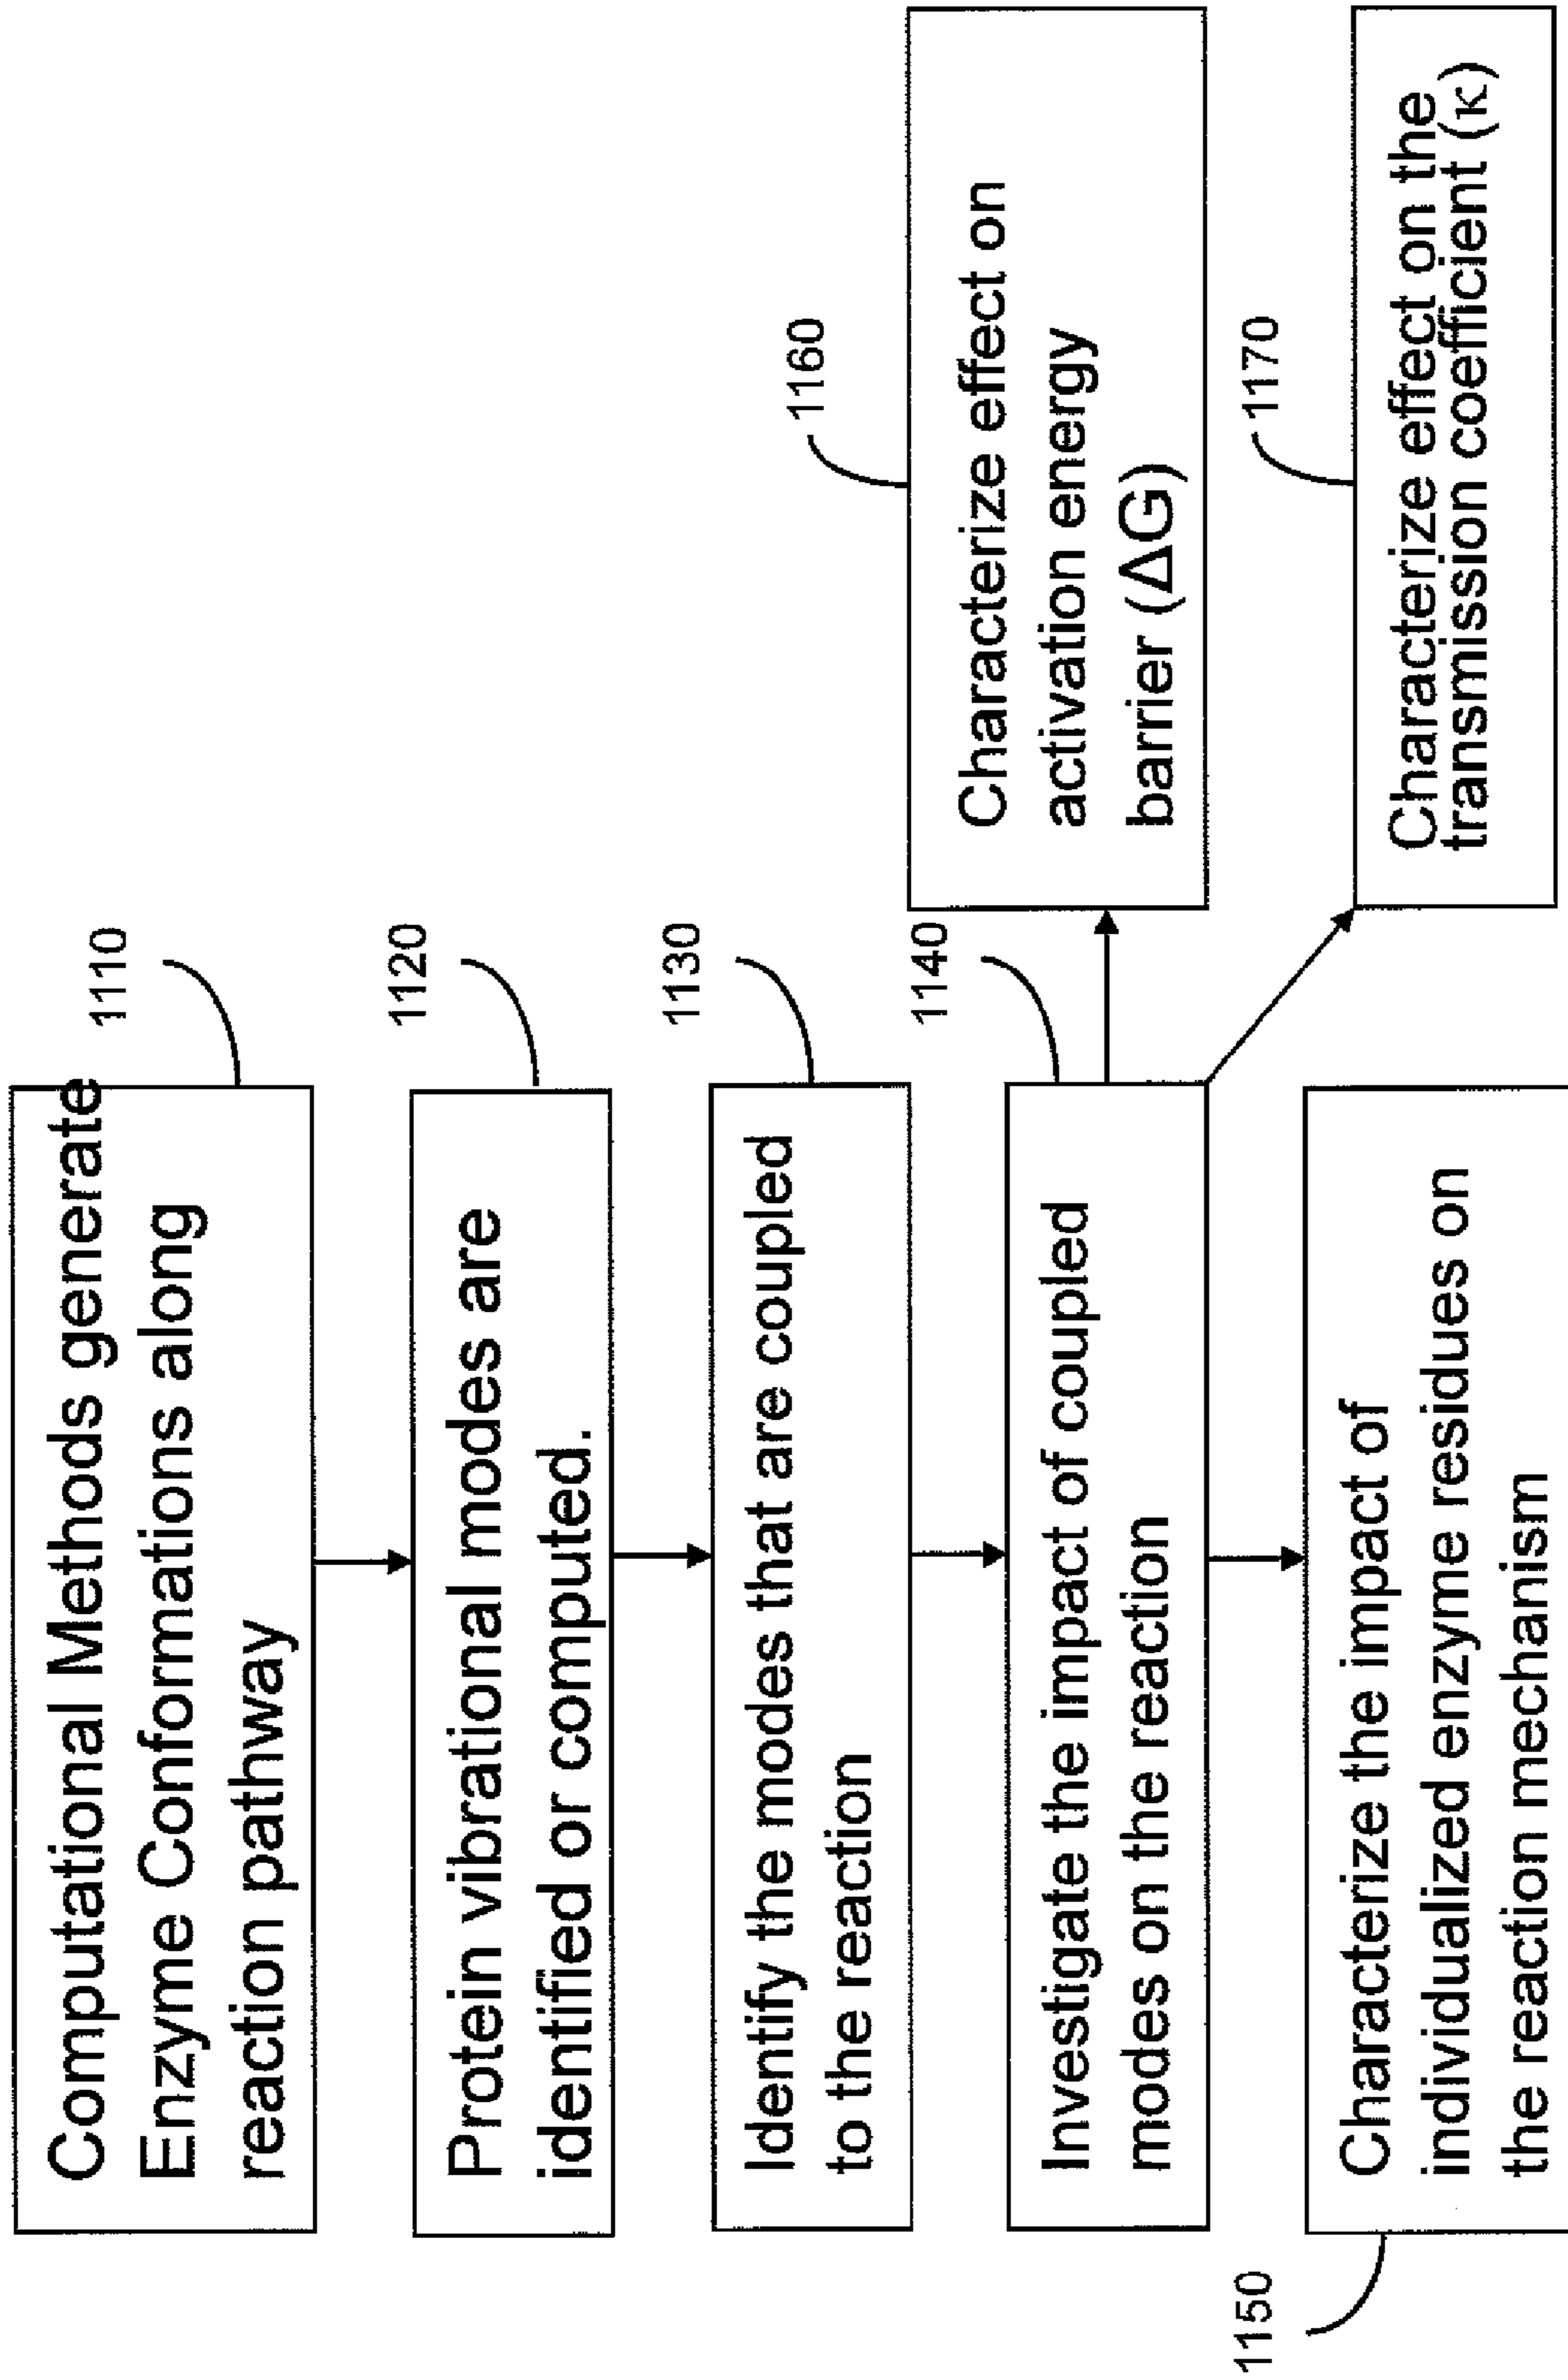 Computational Methods generate
Enzyme Conformations along
reaction pathway
1110
Protein vibrational modes are
identified or computed.
1120
Identify the modes that are coupled
to the reaction
1130
Investigate the impact of coupled
modes on the reaction
1140
Characterize the impact of
individualized enzyme residues on
the reaction mechanism
1150
Characterize effect on
activation energy
barrier (ΔG)
1160
Characterize effect on the
transmission coefficient (κ)
1170